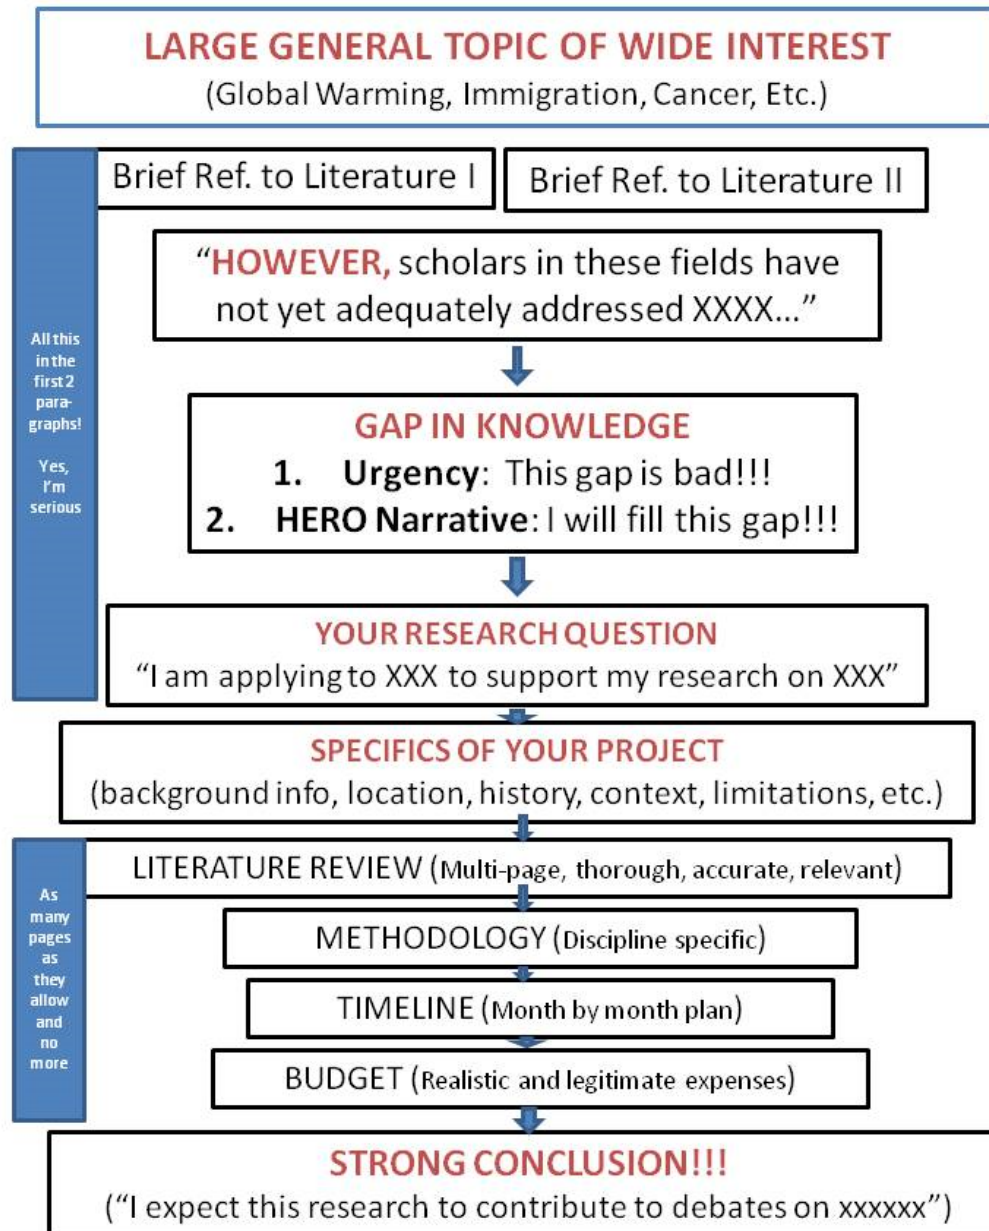 LARGE GENERAL TOPIC OF WIDE INTEREST
(Global Warming, Immigration, Cancer, Etc.)
Brief Ref. to Literature I
Brief Ref. to Literature II
“HOWEVER, scholars in these fields have
not yet adequately addressed XXXX...”
All this
in the
first 2
para-
graphs!
Yes,
I’m
serious
GAP IN KNOWLEDGE
1. Urgency: This gap is bad!!!
2. HERO Narrative: I will fill this gap!!!
YOUR RESEARCH QUESTION
“I am applying to XXX to support my research on XXX”
SPECIFICS OF YOUR PROJECT
(background info, location, history, context, limitations, etc.)
As
many
pages
as
they
allow
and
no
more
LITERATURE REVIEW (Multi-page, thorough, accurate, relevant)
METHODOLOGY (Discipline specific)
TIMELINE (Month by month plan)
BUDGET (Realistic and legitimate expenses)
STRONG CONCLUSION!!!
(“I expect this research to contribute to debates on xxxxxx”)